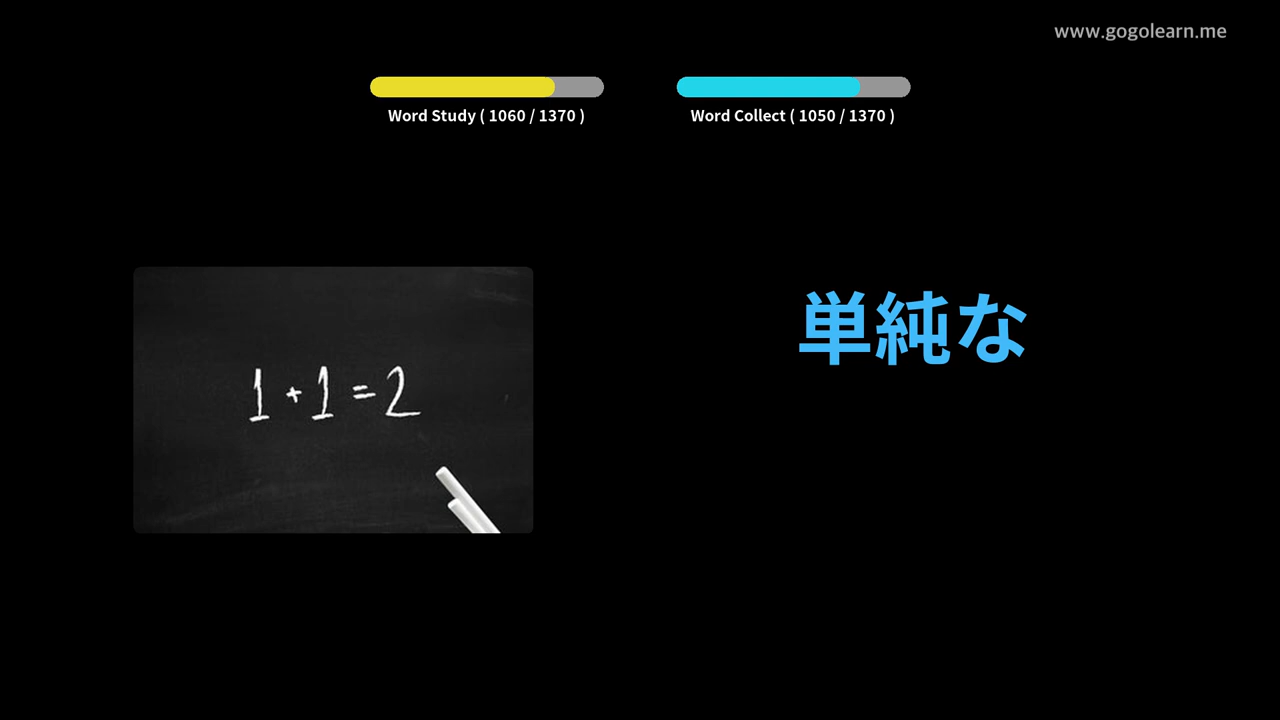 www.gogolearn.me
Word Study ( 1060 / 1370 )
Word Collect ( 1050 / 1370 )
1 + 1 = 2
単純な